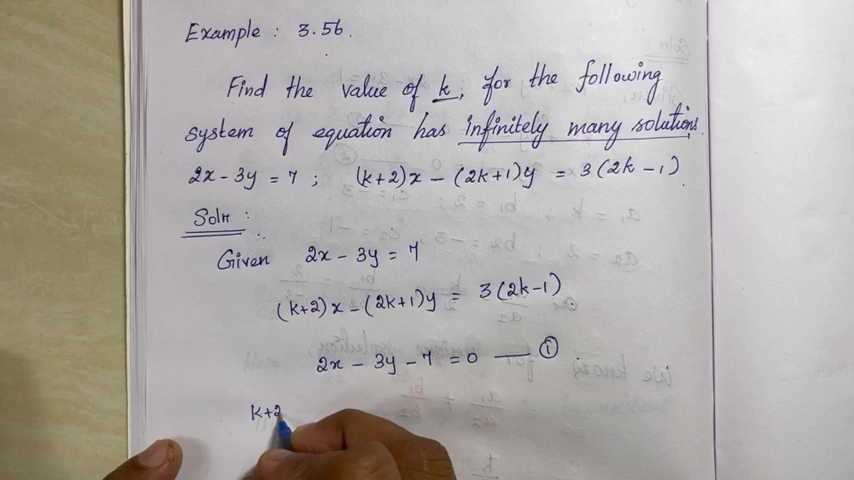 Example : 3.56.
Find the value of k, for the following
system of equation has infinitely many solutions
2x - 3y = 7 ; (k+2)x - (2k+1)y = 3(2k-1)
Soln :
Given 2x - 3y = 7
(k+2)x - (2k+1)y = 3(2k-1)
2x - 3y - 7 = 0 — ①
k+2